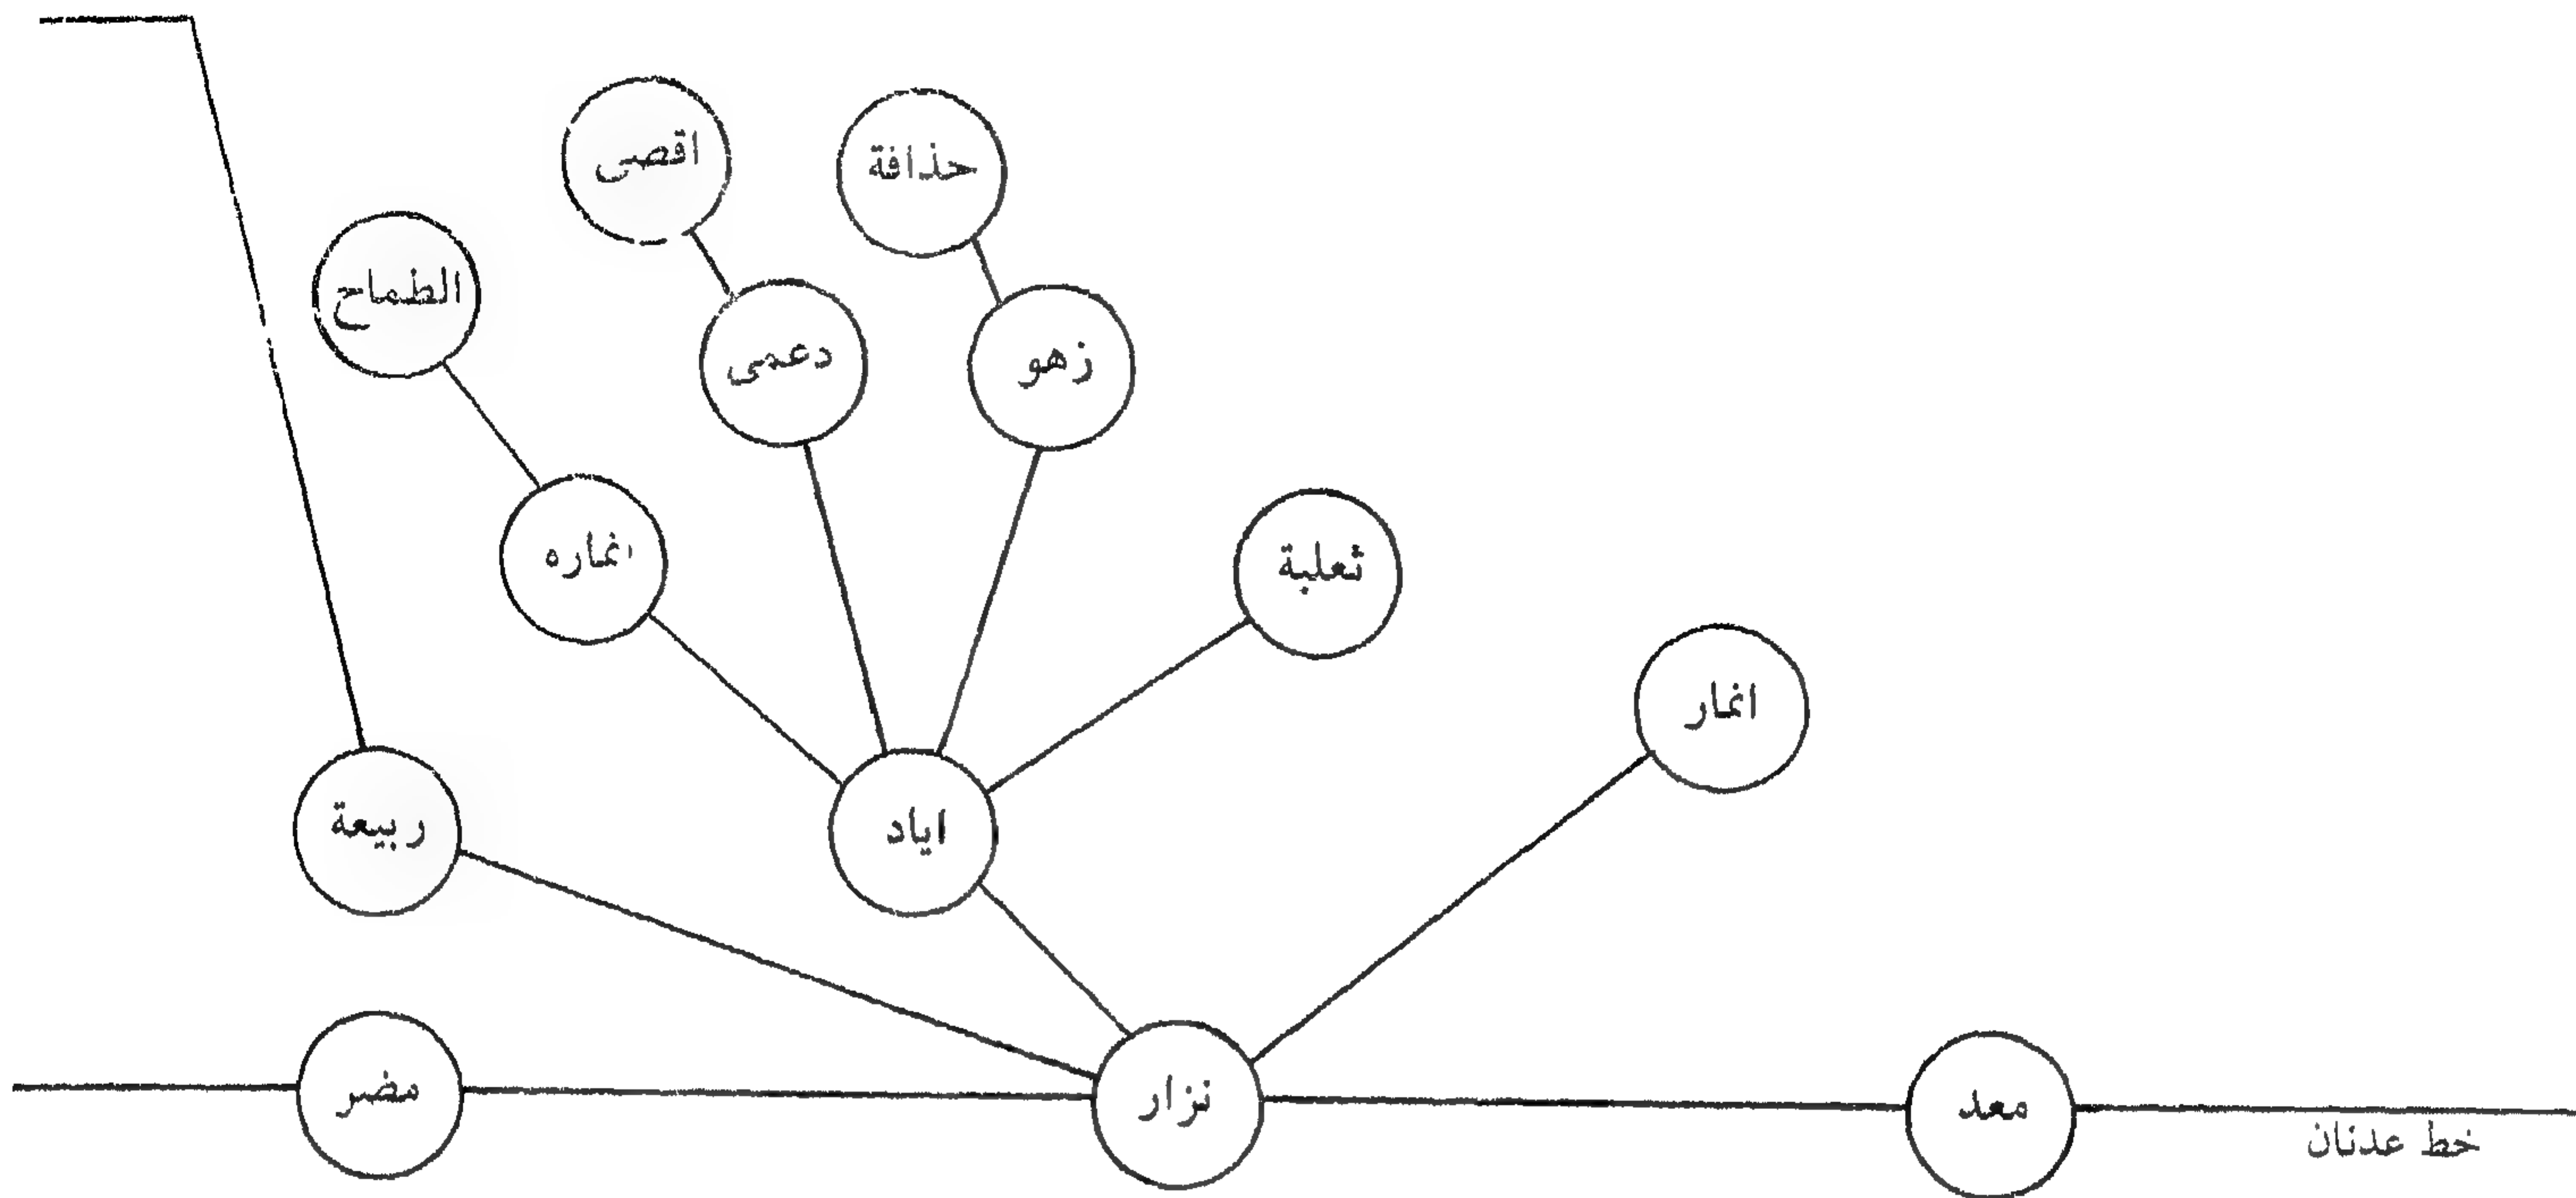 اقصى
حذافة
الطماح
دعمى
زهو
انماره
ثعلبة
انمار
ربيعة
اياد
مضر
نزار
معد
خط عدنان